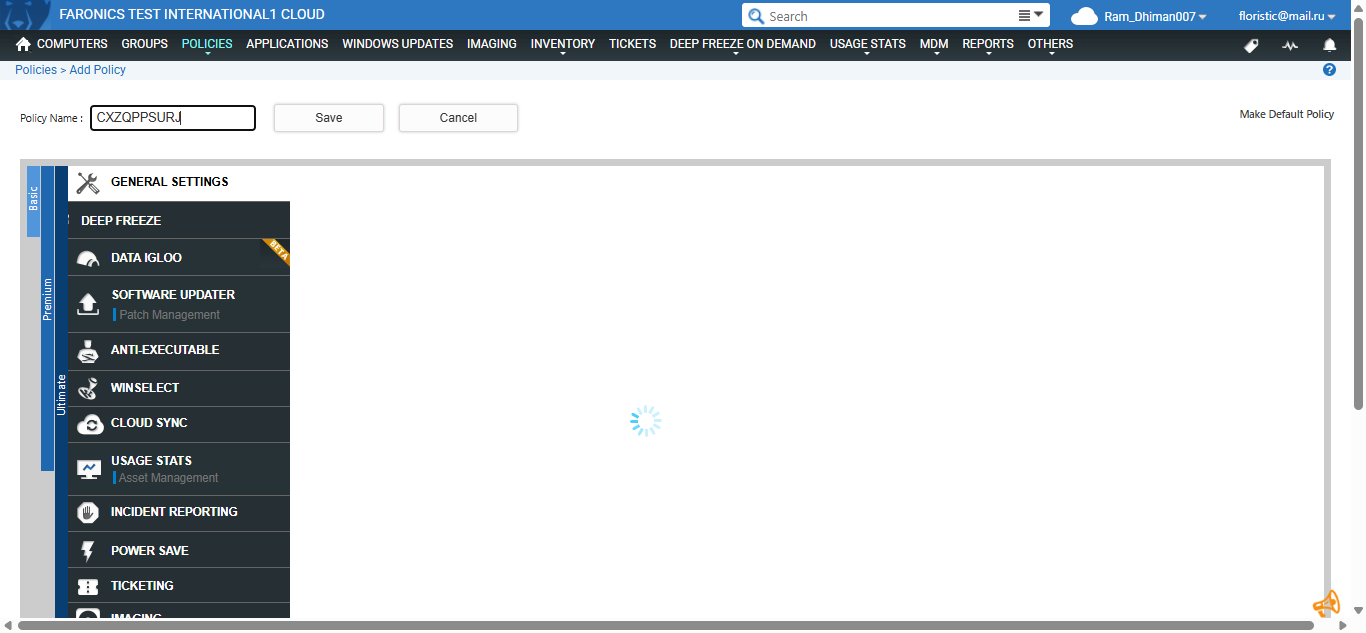 FARONICS TEST INTERNATIONAL1 CLOUD
Search
Ram_Dhiman007
floristic@mail.ru
COMPUTERS GROUPS POLICIES APPLICATIONS WINDOWS UPDATES IMAGING INVENTORY TICKETS DEEP FREEZE ON DEMAND USAGE STATS MDM REPORTS OTHERS
Policies > Add Policy
?
Policy Name : CXZQPPSURJ Save Cancel Make Default Policy
Basic
Premium
Ultimate
GENERAL SETTINGS
DEEP FREEZE
DATA IGLOO
BETA
SOFTWARE UPDATER
Patch Management
ANTI-EXECUTABLE
WINSELECT
CLOUD SYNC
USAGE STATS
Asset Management
INCIDENT REPORTING
POWER SAVE
TICKETING
IMAGING